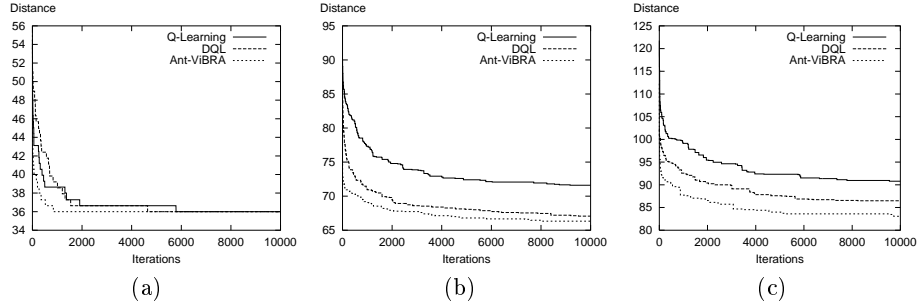 Distance
56
54
52
50
48
46
44
42
40
38
36
34
Q-Learning
DQL
Ant-ViBRA
0 2000 4000 6000 8000 10000
Iterations
(a)
Distance
95
90
85
80
75
70
65
Q-Learning
DQL
Ant-ViBRA
0 2000 4000 6000 8000 10000
Iterations
(b)
Distance
125
120
115
110
105
100
95
90
85
80
Q-Learning
DQL
Ant-ViBRA
0 2000 4000 6000 8000 10000
Iterations
(c)